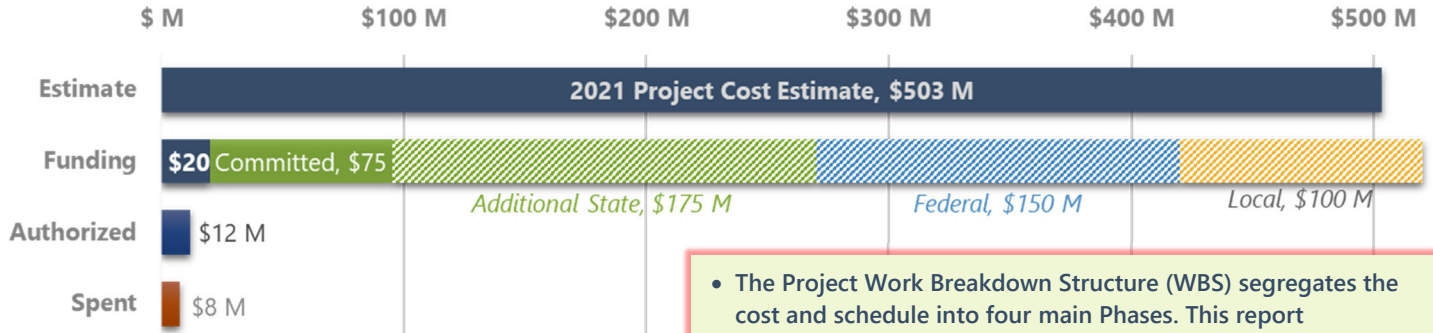 $ M $100 M $200 M $300 M $400 M $500 M
Estimate 2021 Project Cost Estimate, $503 M
Funding $20 Committed, $75
Additional State, $175 M Federal, $150 M Local, $100 M
Authorized $12 M
Spent $8 M
• The Project Work Breakdown Structure (WBS) segregates the
cost and schedule into four main Phases. This report